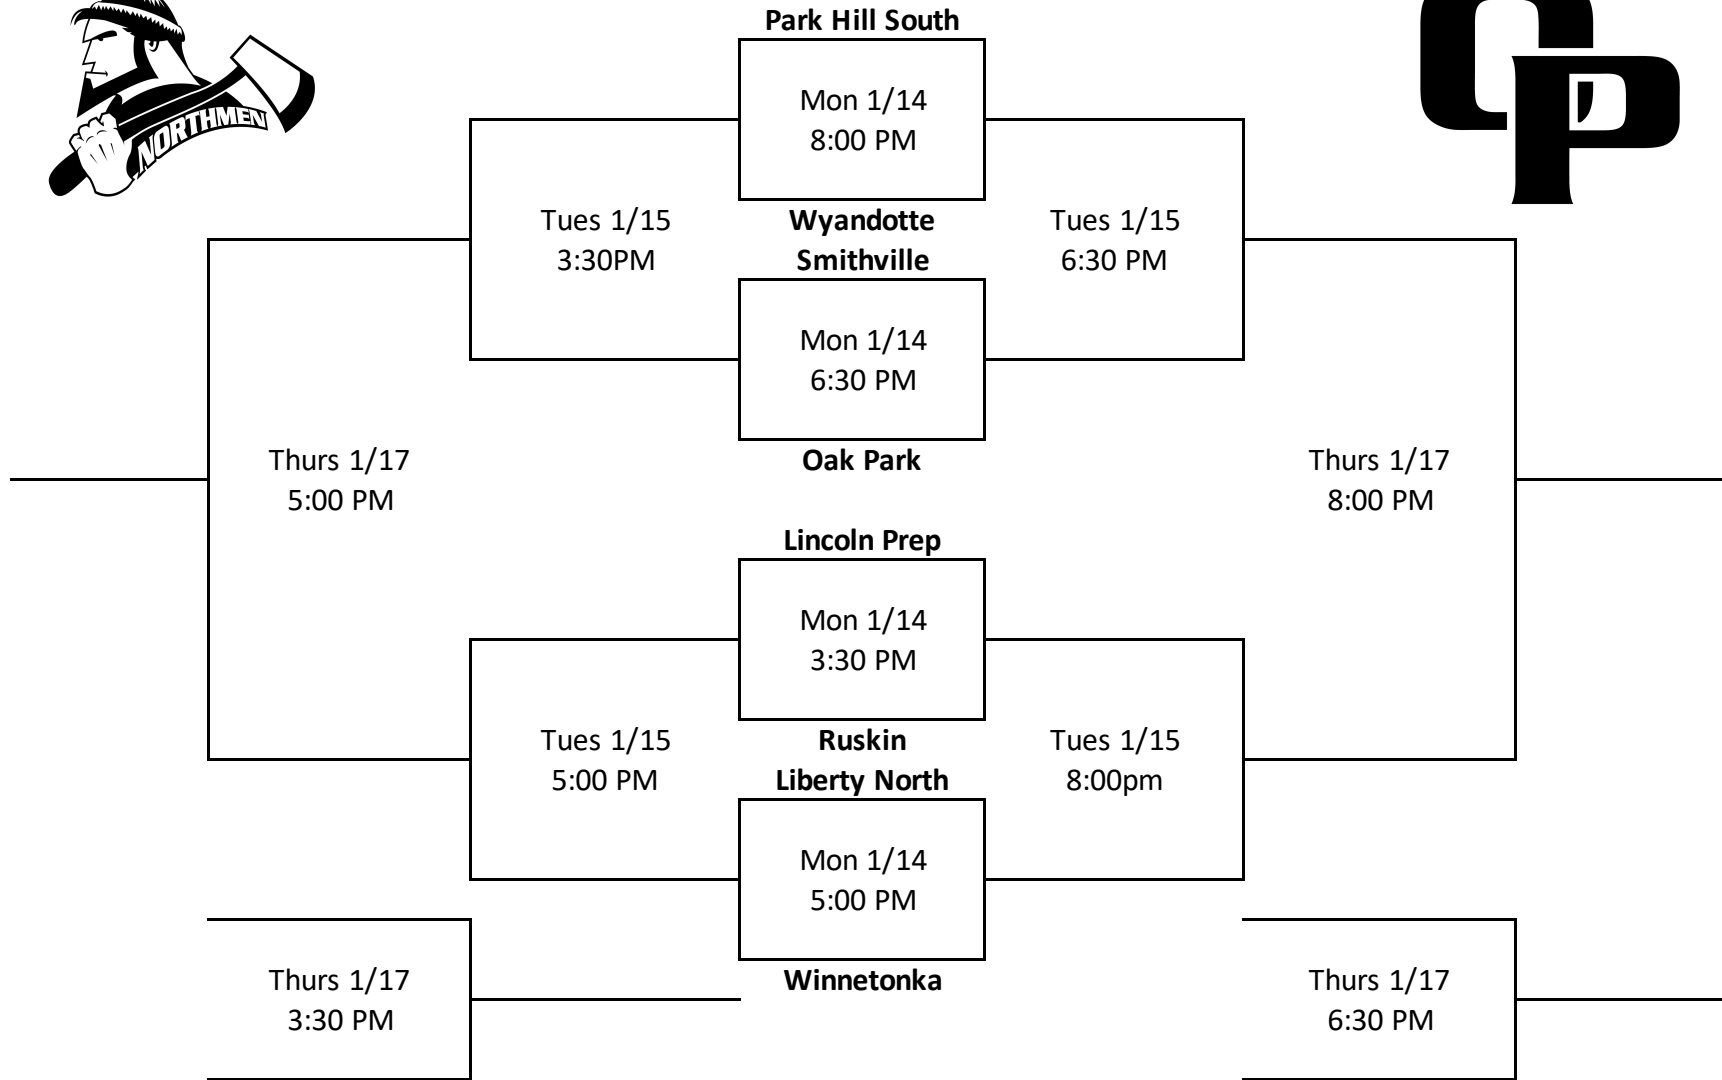 Park Hill South
NORTHMEN
OP
Mon 1/14
8:00 PM
Tues 1/15
3:30PM
Wyandotte
Smithville
Tues 1/15
6:30 PM
Mon 1/14
6:30 PM
Thurs 1/17
5:00 PM
Oak Park
Thurs 1/17
8:00 PM
Lincoln Prep
Mon 1/14
3:30 PM
Tues 1/15
5:00 PM
Ruskin
Liberty North
Tues 1/15
8:00pm
Mon 1/14
5:00 PM
Thurs 1/17
3:30 PM
Winnetonka
Thurs 1/17
6:30 PM